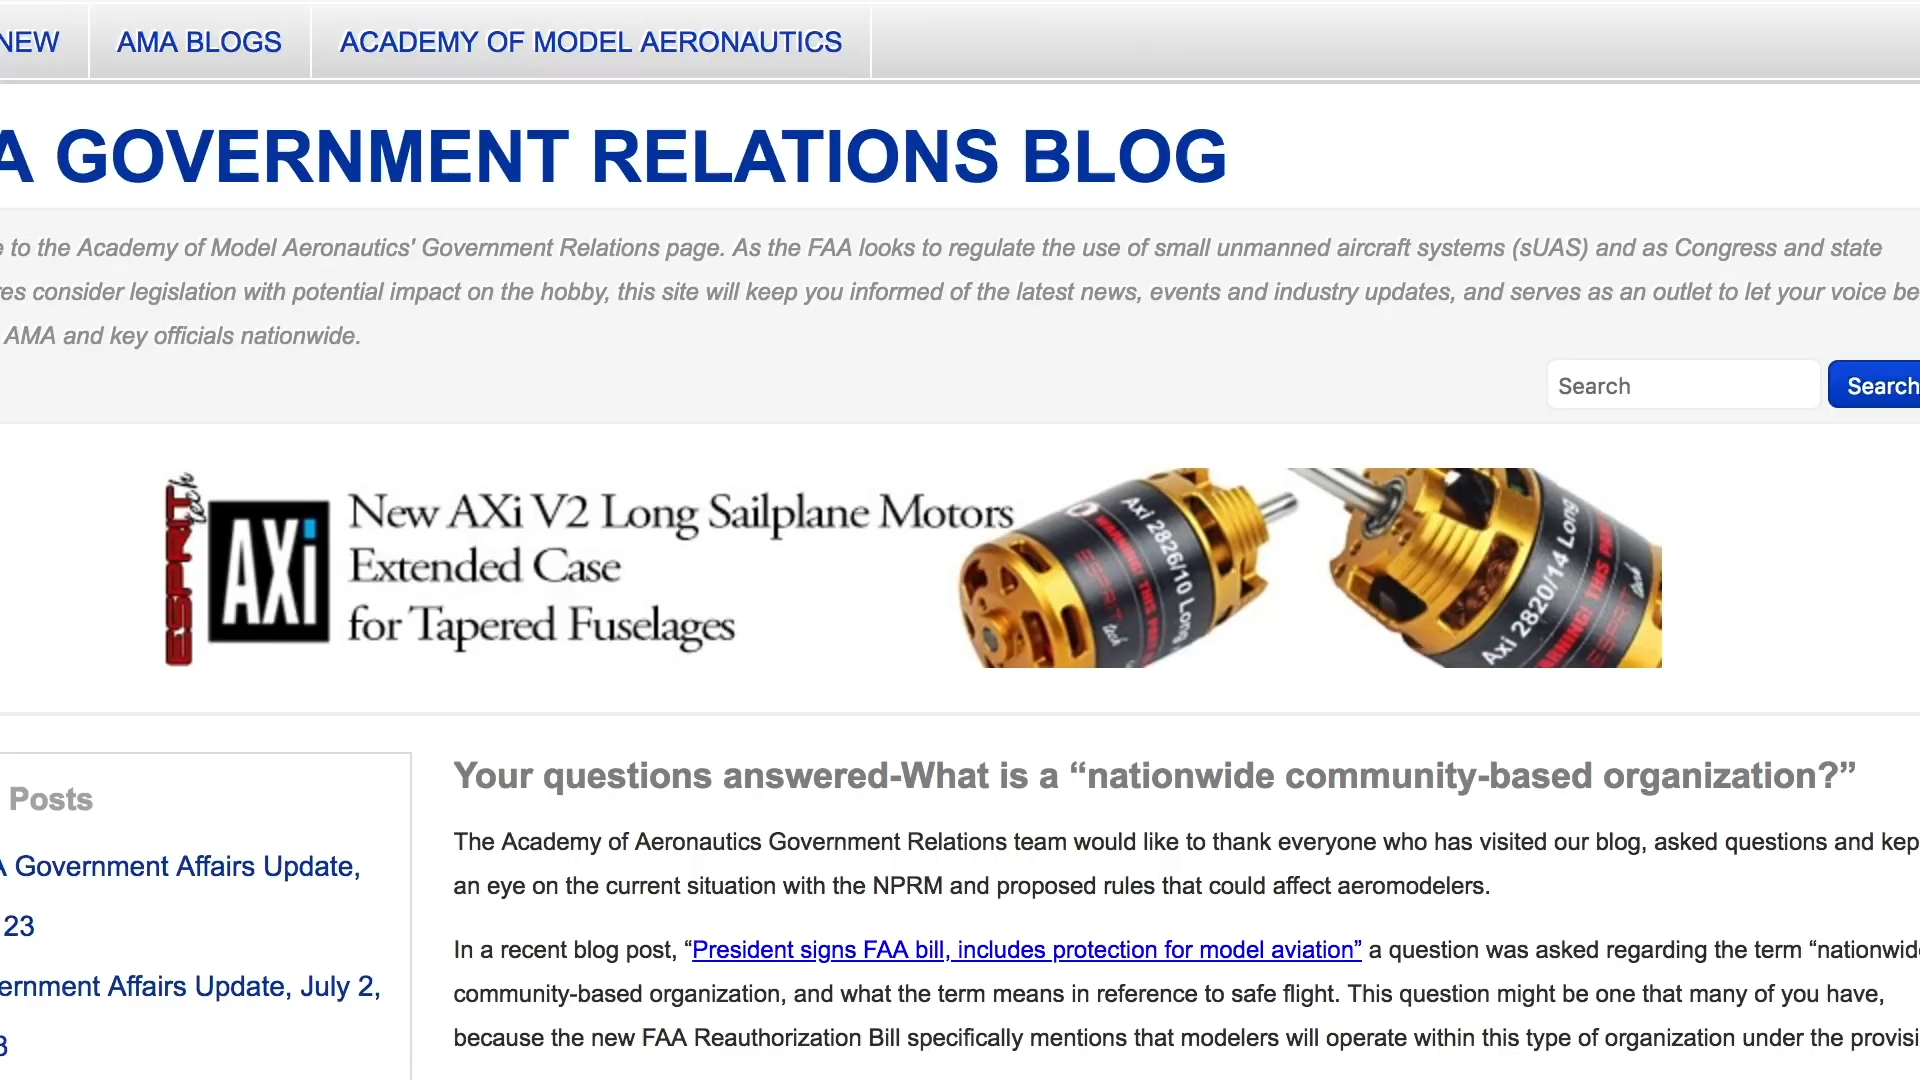 NEW AMA BLOGS ACADEMY OF MODEL AERONAUTICS
A GOVERNMENT RELATIONS BLOG
e to the Academy of Model Aeronautics' Government Relations page. As the FAA looks to regulate the use of small unmanned aircraft systems (sUAS) and as Congress and state
res consider legislation with potential impact on the hobby, this site will keep you informed of the latest news, events and industry updates, and serves as an outlet to let your voice be
AMA and key officials nationwide.
Search Search
ESPRIT tech
AXi
New AXi V2 Long Sailplane Motors
Extended Case
for Tapered Fuselages
Axi 2826/10 Long
WARNING! THIS
ESPRIT tech
Axi 2820/14 Long
WARNING! THIS
tech
Posts
A Government Affairs Update,
23
ernment Affairs Update, July 2,
3
Your questions answered-What is a “nationwide community-based organization?”
The Academy of Aeronautics Government Relations team would like to thank everyone who has visited our blog, asked questions and kep
an eye on the current situation with the NPRM and proposed rules that could affect aeromodelers.
In a recent blog post, “President signs FAA bill, includes protection for model aviation” a question was asked regarding the term “nationwide
community-based organization, and what the term means in reference to safe flight. This question might be one that many of you have,
because the new FAA Reauthorization Bill specifically mentions that modelers will operate within this type of organization under the provisi